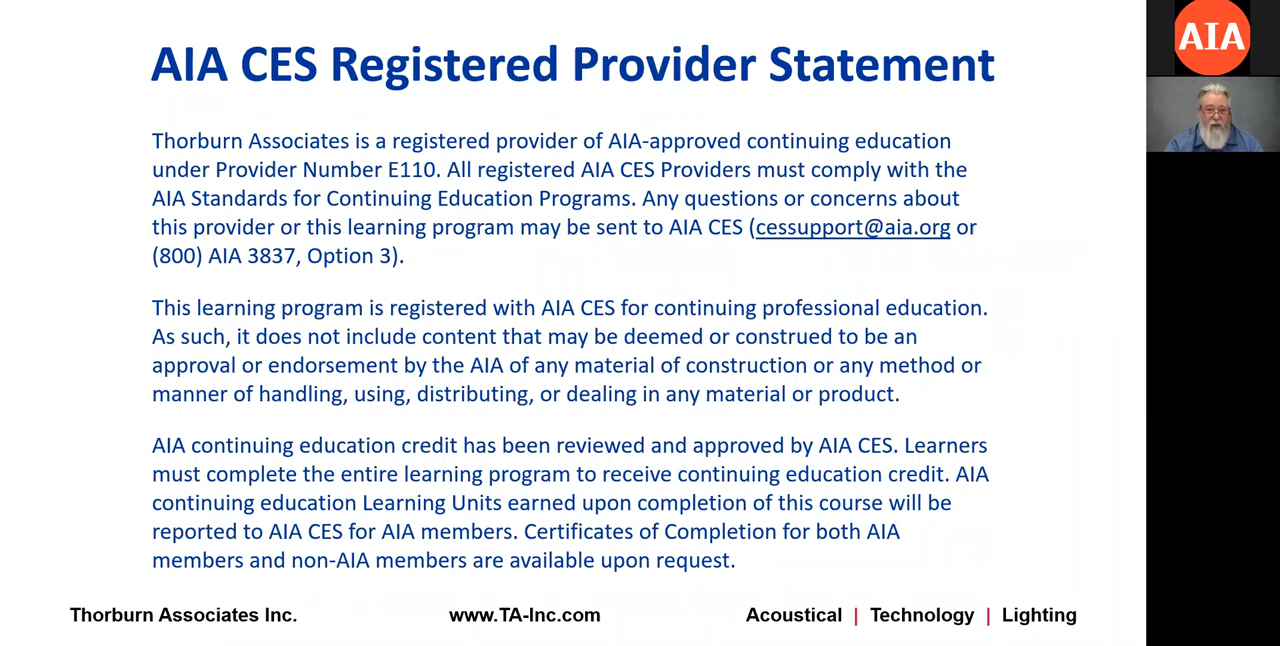 AIA CES Registered Provider Statement
Thorburn Associates is a registered provider of AIA-approved continuing education
under Provider Number E110. All registered AIA CES Providers must comply with the
AIA Standards for Continuing Education Programs. Any questions or concerns about
this provider or this learning program may be sent to AIA CES (cessupport@aia.org or
(800) AIA 3837, Option 3).
This learning program is registered with AIA CES for continuing professional education.
As such, it does not include content that may be deemed or construed to be an
approval or endorsement by the AIA of any material of construction or any method or
manner of handling, using, distributing, or dealing in any material or product.
AIA continuing education credit has been reviewed and approved by AIA CES. Learners
must complete the entire learning program to receive continuing education credit. AIA
continuing education Learning Units earned upon completion of this course will be
reported to AIA CES for AIA members. Certificates of Completion for both AIA
members and non-AIA members are available upon request.
Thorburn Associates Inc. www.TA-Inc.com Acoustical | Technology | Lighting
AIA